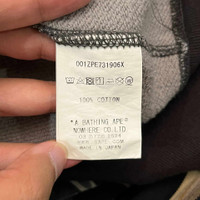 001ZPE731906X
100% COTTON
"A BATHING APE"
NOWHERE CO.LTD.
MADE IN JAPAN